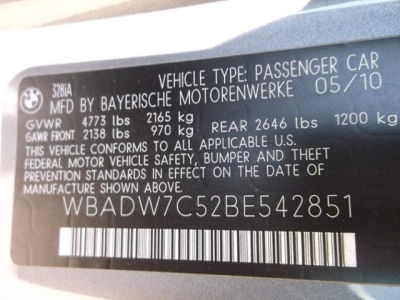 BMW
328iA
VEHICLE TYPE: PASSENGER CAR
MFD BY BAYERISCHE MOTORENWERKE 05/10
GVWR 4773 lbs 2165 kg
GAWR FRONT 2138 lbs 970 kg REAR 2646 lbs 1200 kg
THIS VEHICLE CONFORMS TO ALL APPLICABLE
FEDERAL MOTOR VEHICLE SAFETY, BUMPER AND THEFT
PREVENTION STANDARDS IN EFFECT ON THE DATE OF
MANUFACTURE SHOWN ABOVE.
WBADW7C52BE542851